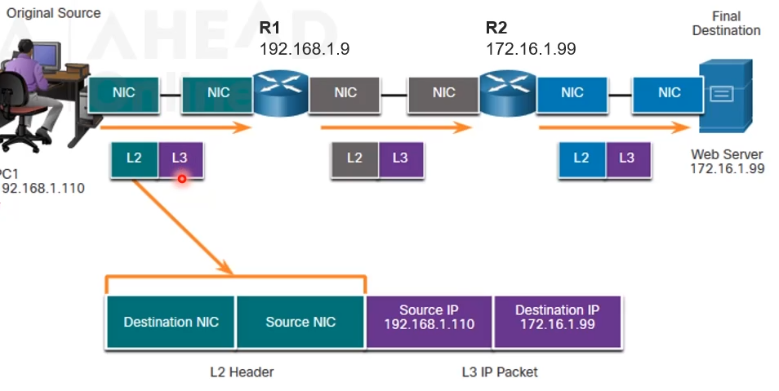 Original Source
AHEAD
Online
R1
192.168.1.9
R2
172.16.1.99
Final
Destination
NIC
NIC
NIC
NIC
NIC
NIC
L2 L3
L2 L3
L2 L3
PC1
92.168.1.110
Web Server
172.16.1.99
Destination NIC
Source NIC
Source IP
192.168.1.110
Destination IP
172.16.1.99
L2 Header
L3 IP Packet